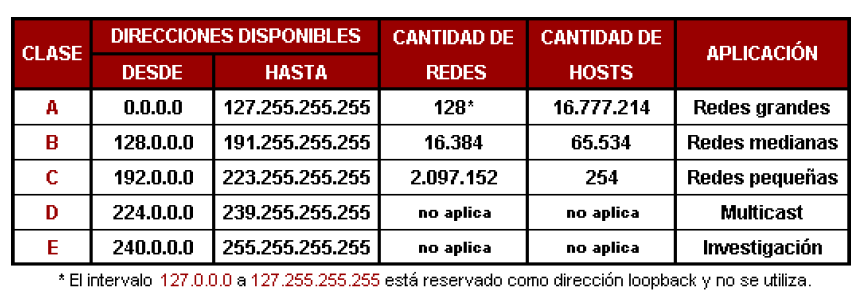 CLASE DIRECCIONES DISPONIBLES CANTIDAD DE REDES CANTIDAD DE HOSTS APLICACIÓN
DESDE HASTA
A 0.0.0.0 127.255.255.255 128* 16.777.214 Redes grandes
B 128.0.0.0 191.255.255.255 16.384 65.534 Redes medianas
C 192.0.0.0 223.255.255.255 2.097.152 254 Redes pequeñas
D 224.0.0.0 239.255.255.255 no aplica no aplica Multicast
E 240.0.0.0 255.255.255.255 no aplica no aplica Investigación
* El intervalo 127.0.0.0 a 127.255.255.255 está reservado como dirección loopback y no se utiliza.